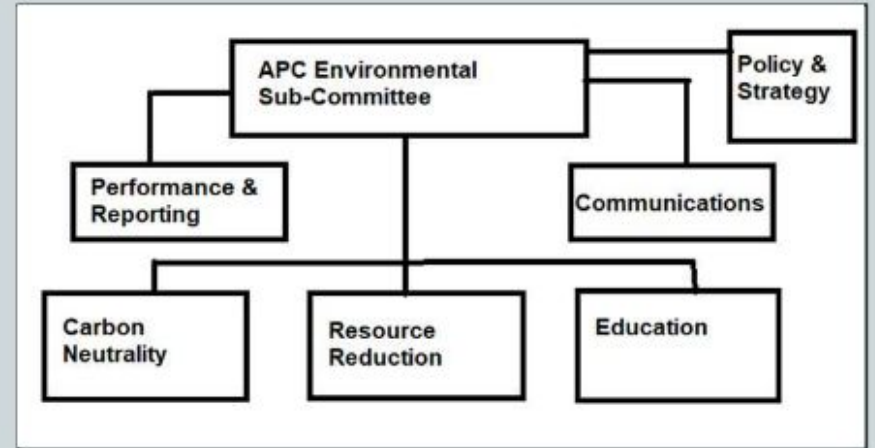 APC Environmental
Sub-Committee
Policy &
Strategy
Performance &
Reporting
Communications
Carbon
Neutrality
Resource
Reduction
Education